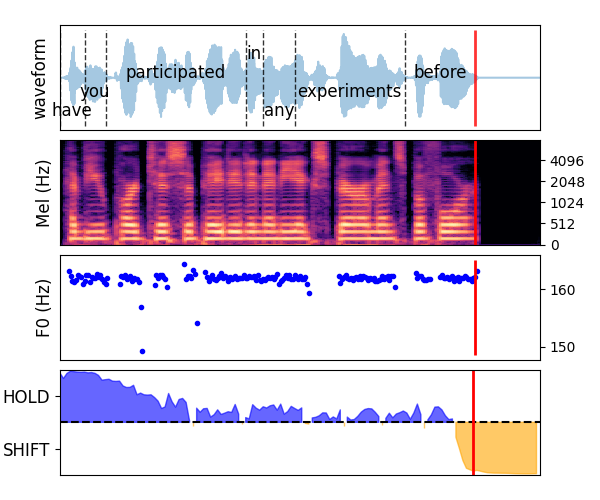 waveform
have
you
participated
in
any
experiments
before
Mel (Hz)
4096
2048
1024
512
0
F0 (Hz)
160
150
HOLD
SHIFT